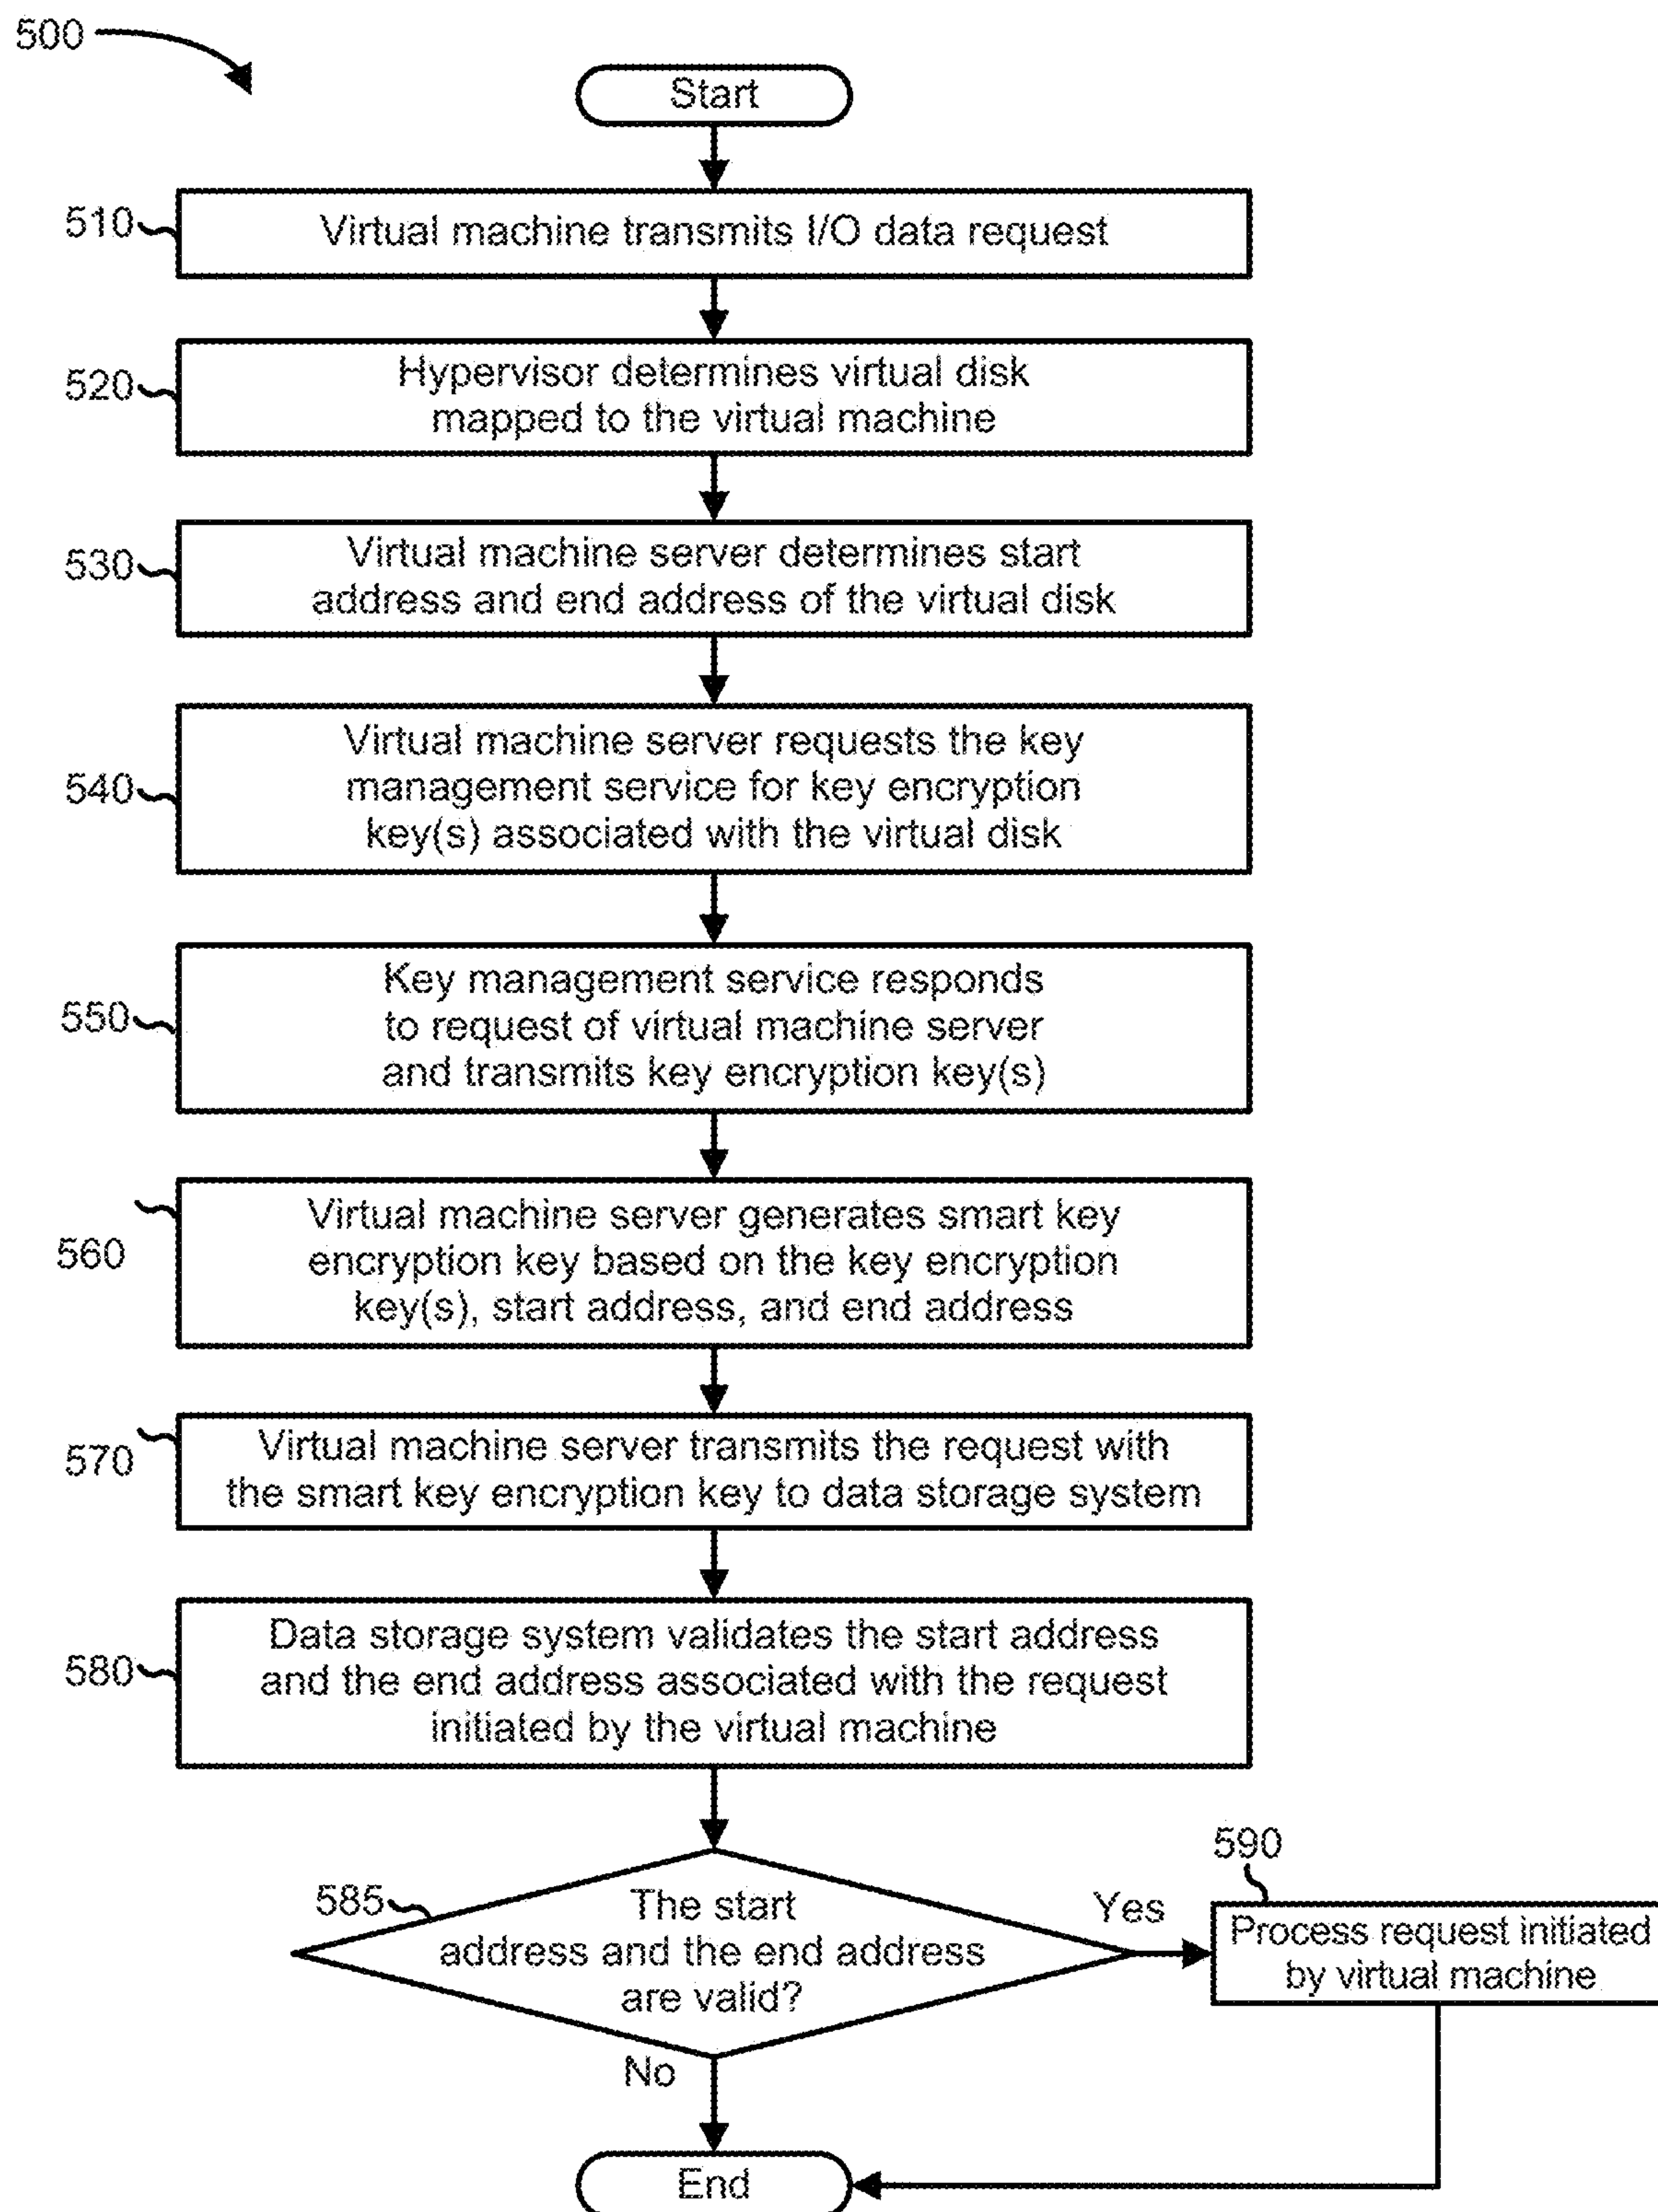 500
Start
510
Virtual machine transmits I/O data request
520
Hypervisor determines virtual disk
mapped to the virtual machine
530
Virtual machine server determines start
address and end address of the virtual disk
540
Virtual machine server requests the key
management service for key encryption
key(s) associated with the virtual disk
550
Key management service responds
to request of virtual machine server
and transmits key encryption key(s)
560
Virtual machine server generates smart key
encryption key based on the key encryption
key(s), start address, and end address
570
Virtual machine server transmits the request with
the smart key encryption key to data storage system
580
Data storage system validates the start address
and the end address associated with the request
initiated by the virtual machine
585
The start
address and the end address
are valid?
Yes
590
Process request initiated
by virtual machine
No
End